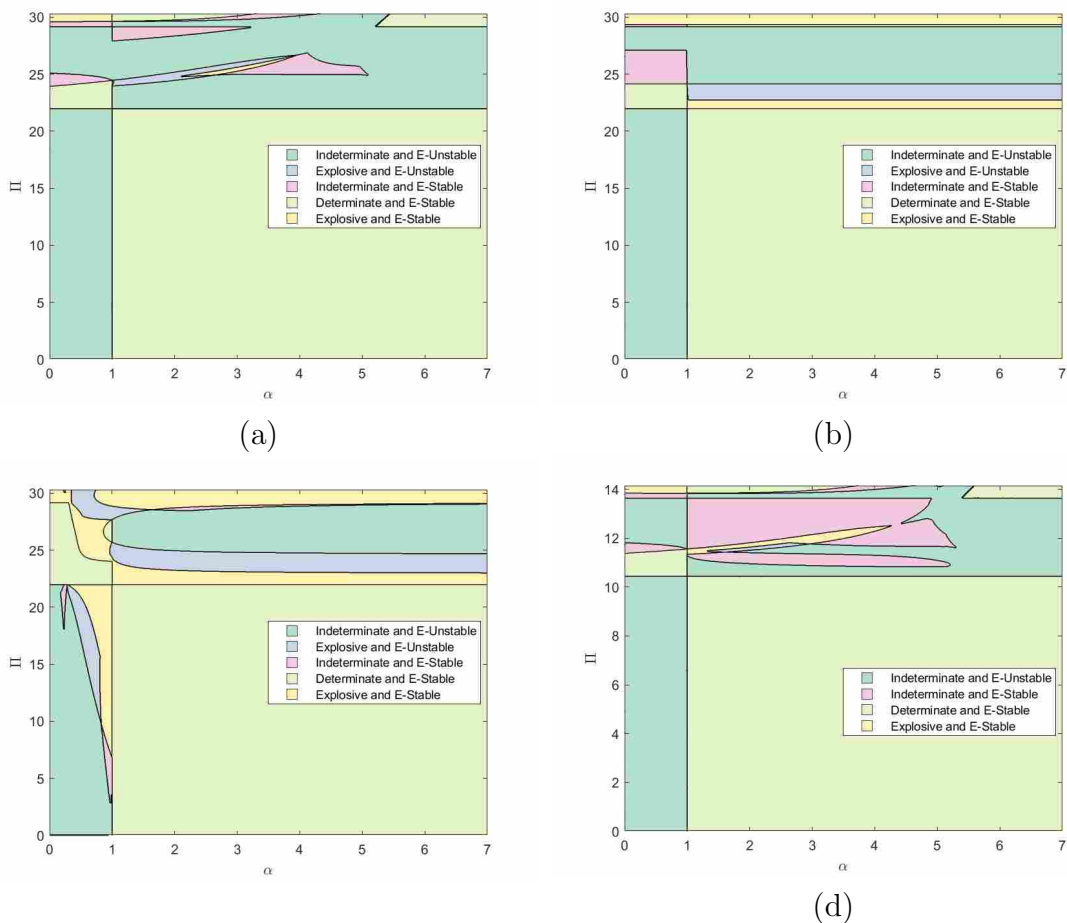 30
25
20
15
10
5
0
Π
Indeterminate and E-Unstable
Explosive and E-Unstable
Indeterminate and E-Stable
Determinate and E-Stable
Explosive and E-Stable
0 1 2 3 4 5 6 7
α
(a)
30
25
20
15
10
5
0
Π
Indeterminate and E-Unstable
Explosive and E-Unstable
Indeterminate and E-Stable
Determinate and E-Stable
Explosive and E-Stable
0 1 2 3 4 5 6 7
α
(b)
30
25
20
15
10
5
0
Π
Indeterminate and E-Unstable
Explosive and E-Unstable
Indeterminate and E-Stable
Determinate and E-Stable
Explosive and E-Stable
0 1 2 3 4 5 6 7
α
14
12
10
8
6
4
2
0
Π
Indeterminate and E-Unstable
Indeterminate and E-Stable
Determinate and E-Stable
Explosive and E-Stable
0 1 2 3 4 5 6 7
α
(d)